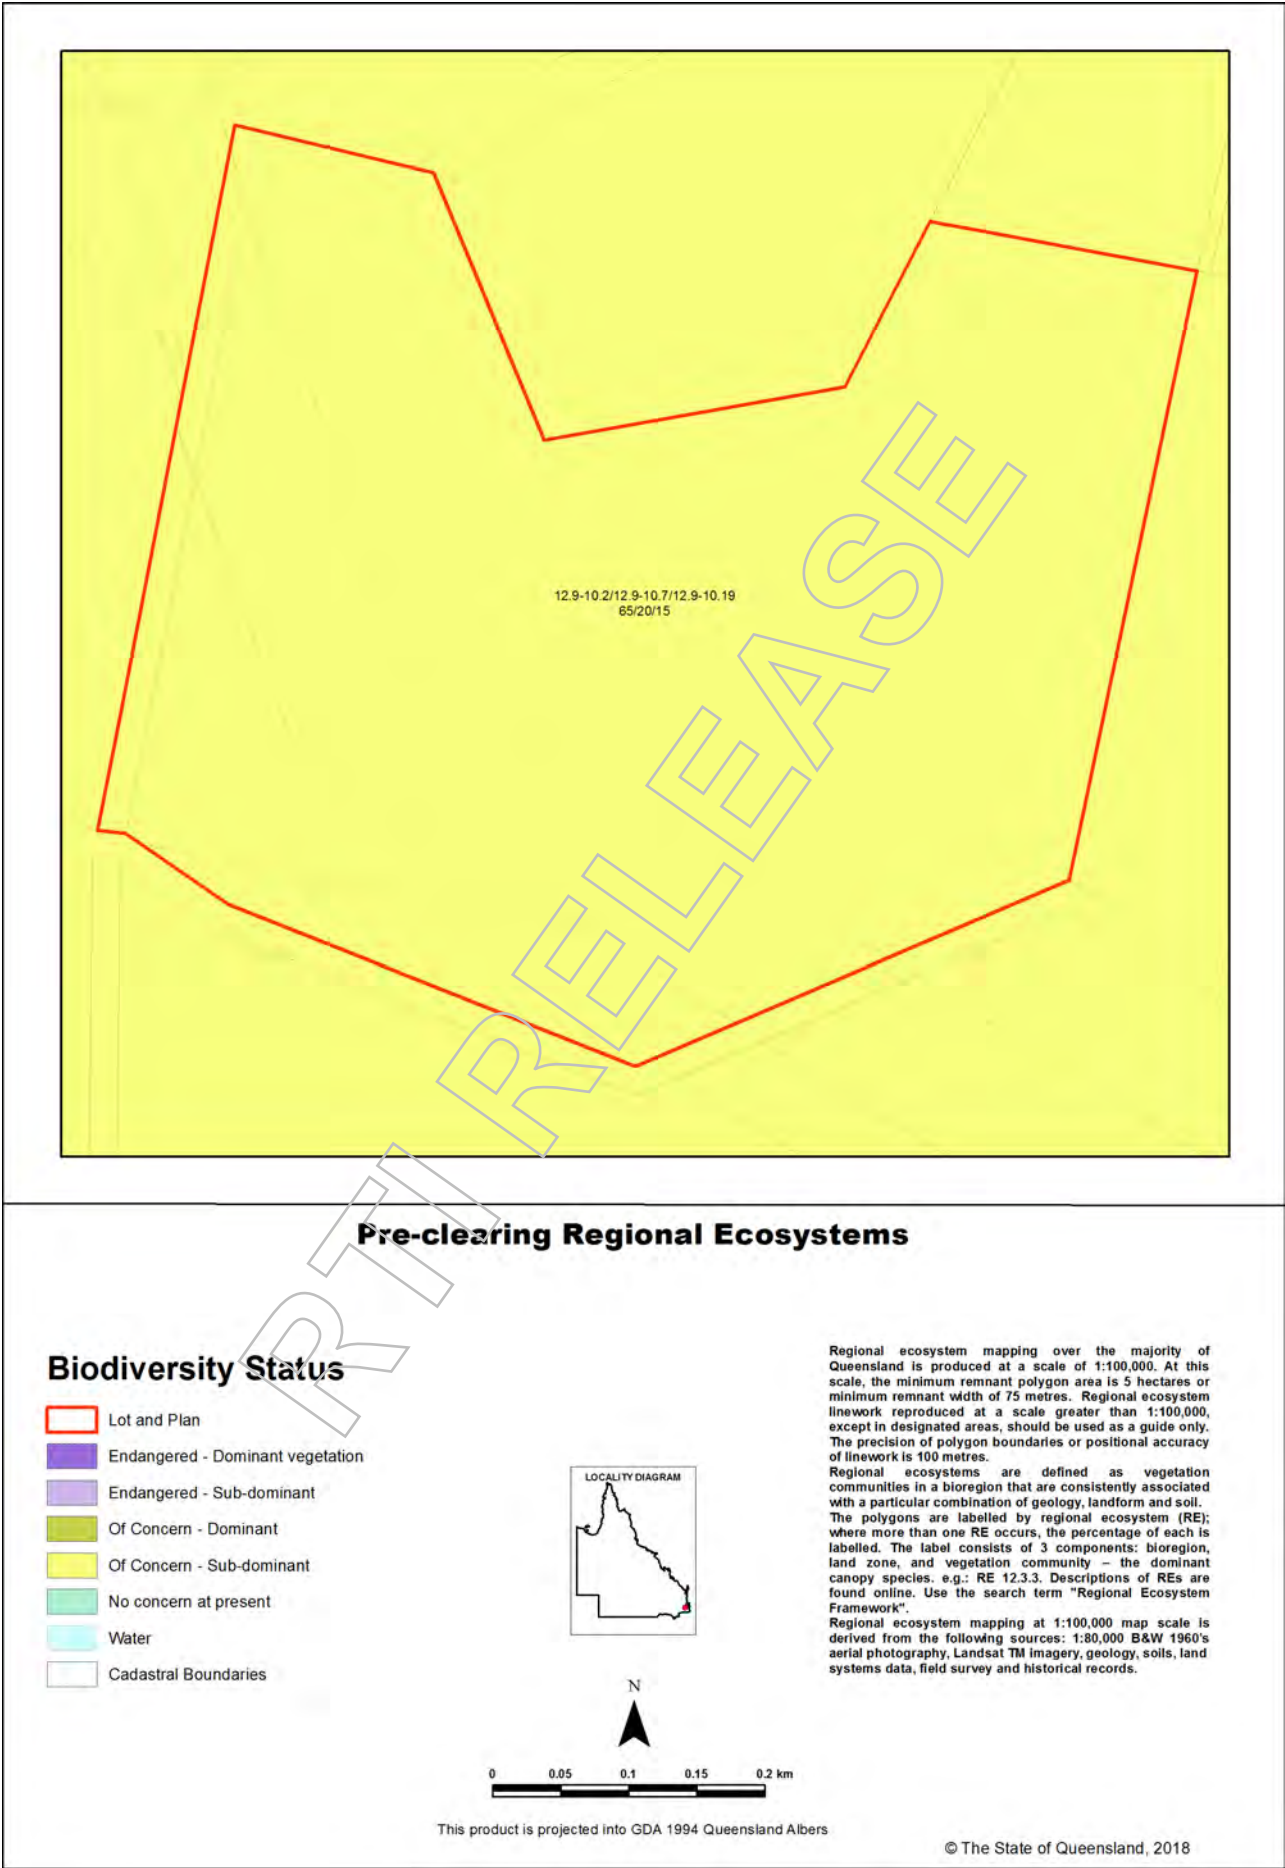 12.9-10.2/12.9-10.7/12.9-10.19
65/20/15
RTI RELEASE
Pre-clearing Regional Ecosystems
Biodiversity Status
Lot and Plan
Endangered - Dominant vegetation
Endangered - Sub-dominant
Of Concern - Dominant
Of Concern - Sub-dominant
No concern at present
Water
Cadastral Boundaries
LOCALITY DIAGRAM
N
0 0.05 0.1 0.15 0.2 km
This product is projected into GDA 1994 Queensland Albers
Regional ecosystem mapping over the majority of
Queensland is produced at a scale of 1:100,000. At this
scale, the minimum remnant polygon area is 5 hectares or
minimum remnant width of 75 metres. Regional ecosystem
linework reproduced at a scale greater than 1:100,000,
except in designated areas, should be used as a guide only.
The precision of polygon boundaries or positional accuracy
of linework is 100 metres.
Regional ecosystems are defined as vegetation
communities in a bioregion that are consistently associated
with a particular combination of geology, landform and soil.
The polygons are labelled by regional ecosystem (RE);
where more than one RE occurs, the percentage of each is
labelled. The label consists of 3 components: bioregion,
land zone, and vegetation community – the dominant
canopy species. e.g.: RE 12.3.3. Descriptions of REs are
found online. Use the search term "Regional Ecosystem
Framework".
Regional ecosystem mapping at 1:100,000 map scale is
derived from the following sources: 1:80,000 B&W 1960's
aerial photography, Landsat TM imagery, geology, soils, land
systems data, field survey and historical records.
© The State of Queensland, 2018